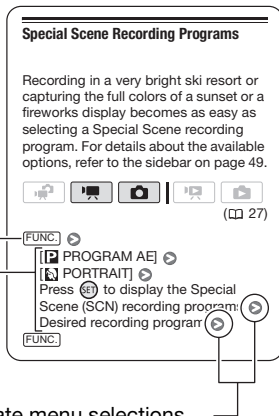 Special Scene Recording Programs
Recording in a very bright ski resort or
capturing the full colors of a sunset or a
fireworks display becomes as easy as
selecting a Special Scene recording
program. For details about the available
options, refer to the sidebar on page 49.
( 27)
FUNC.
[P PROGRAM AE]
[ PORTRAIT]
Press SET to display the Special
Scene (SCN) recording program
Desired recording program
FUNC.
ate menu selections